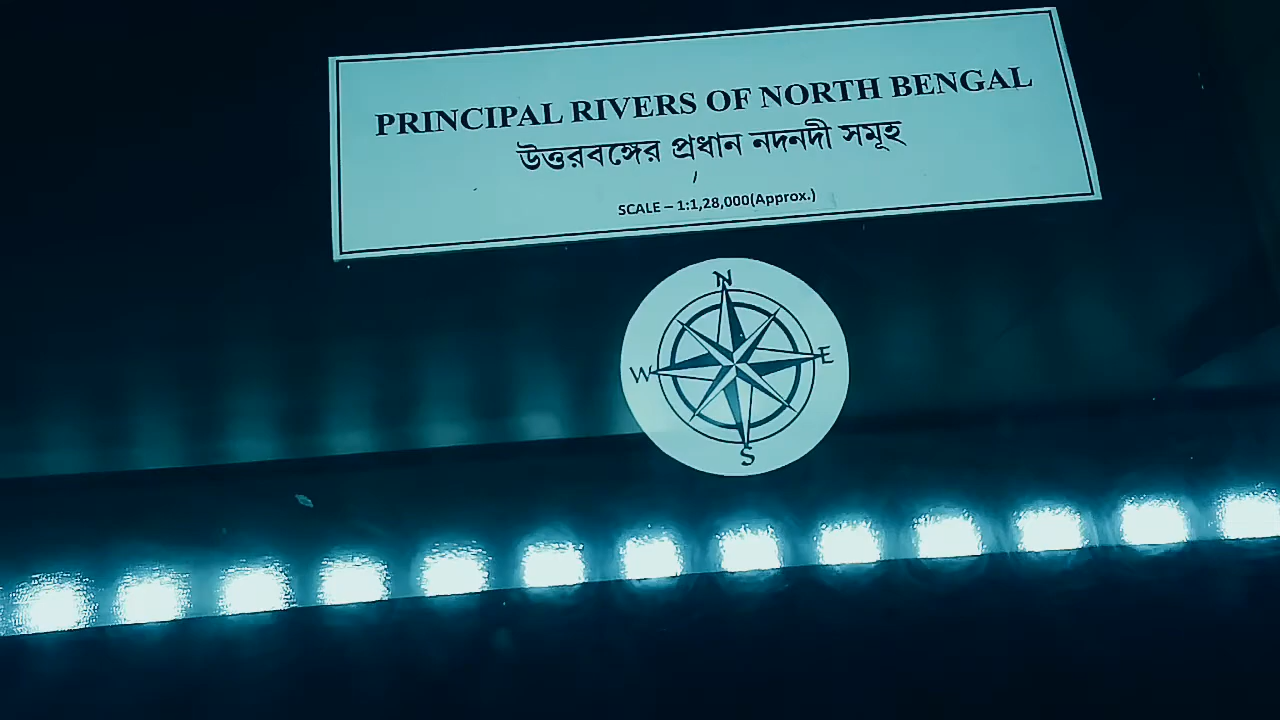 PRINCIPAL RIVERS OF NORTH BENGAL
উত্তরবঙ্গের প্রধান নদনদী সমূহ
SCALE – 1:1,28,000(Approx.)
N
W E
S